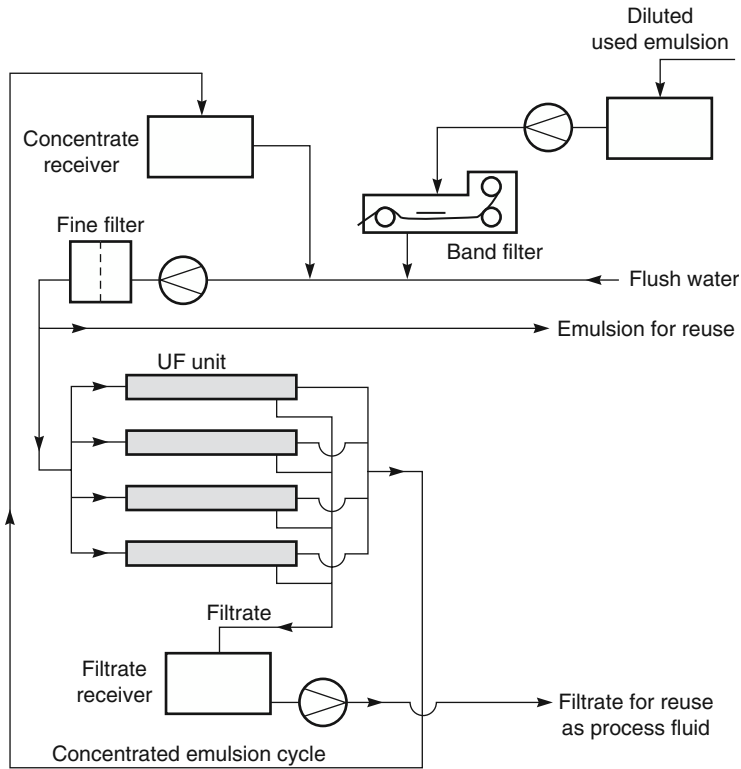 Diluted
used emulsion
Concentrate
receiver
Fine filter
Band filter
Flush water
Emulsion for reuse
UF unit
Filtrate
Filtrate
receiver
Filtrate for reuse
as process fluid
Concentrated emulsion cycle